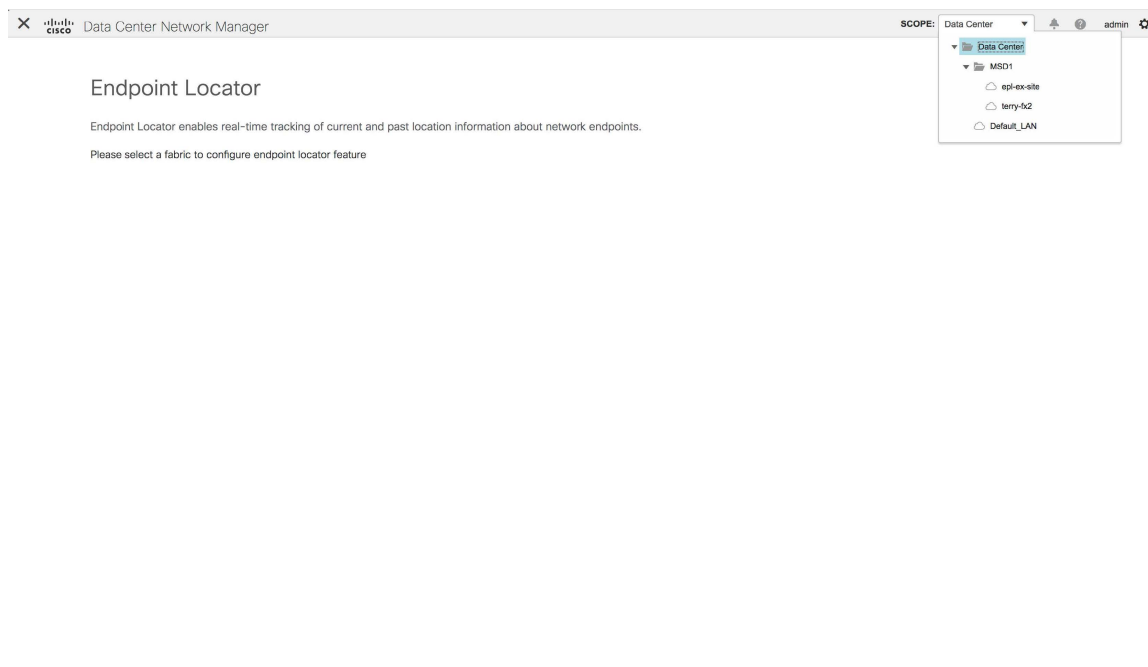 CISCO Data Center Network Manager SCOPE: Data Center admin
Data Center
MSD1
epl-ex-site
terry-fx2
Default_LAN
Endpoint Locator
Endpoint Locator enables real-time tracking of current and past location information about network endpoints.
Please select a fabric to configure endpoint locator feature